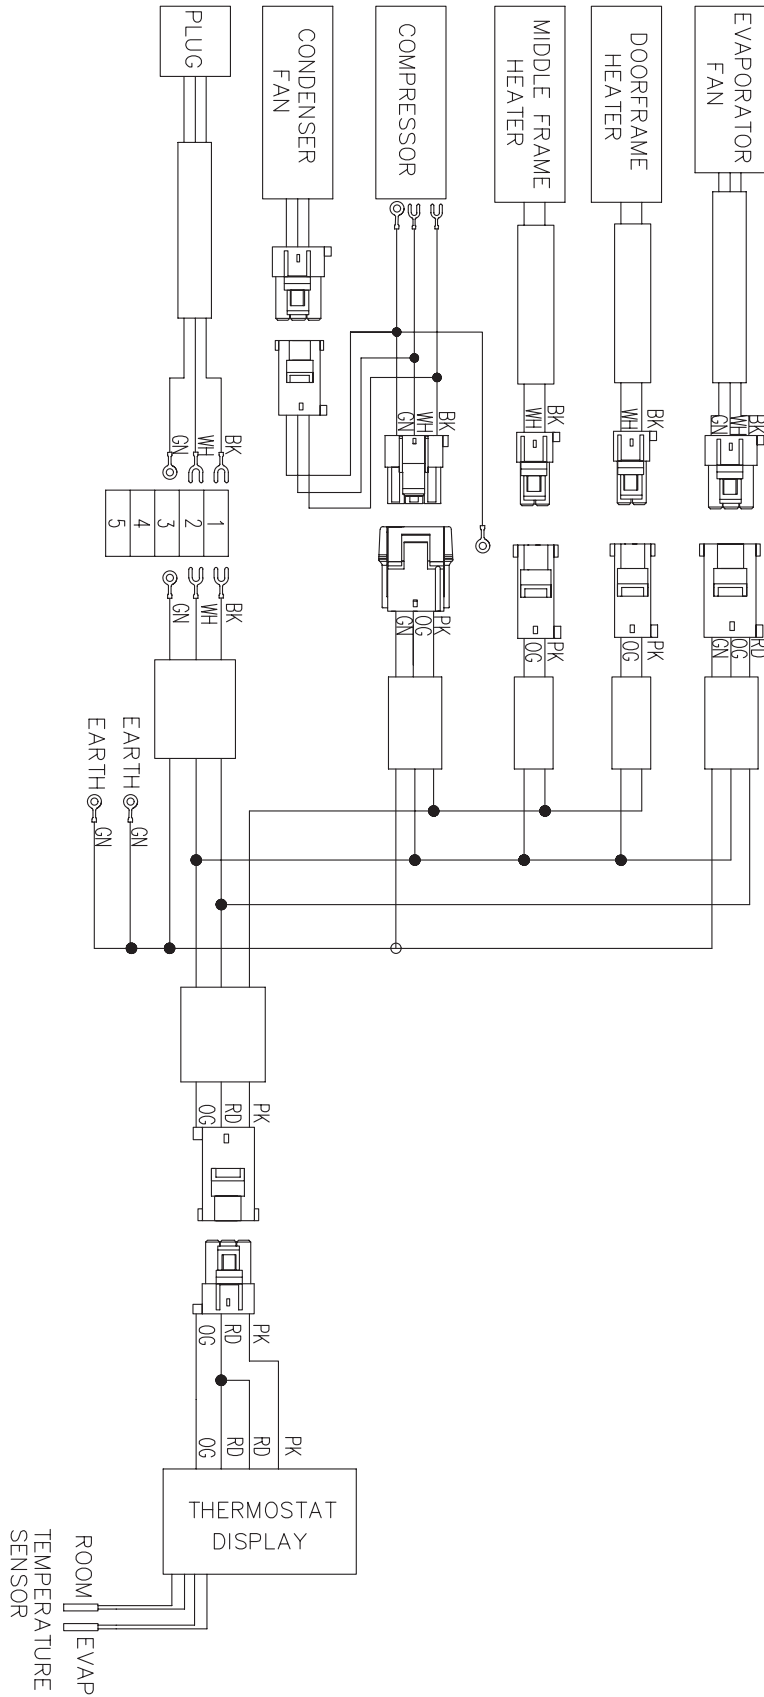 PLUG
CONDENSER
FAN
COMPRESSOR
MIDDLE FRAME
HEATER
DOORFRAME
HEATER
EVAPORATOR
FAN
GN
WH
BK
GN
WH
BK
WH
BK
WH
BK
GN
WH
BK
5
4
3
2
1
GN
WH
BK
GN
OG
PK
OG
PK
OG
PK
GN
OG
RD
EARTH
GN
EARTH
GN
OG
RD
PK
OG
RD
PK
OG
RD
RD
PK
THERMOSTAT
DISPLAY
ROOM
EVAP
TEMPERATURE
SENSOR